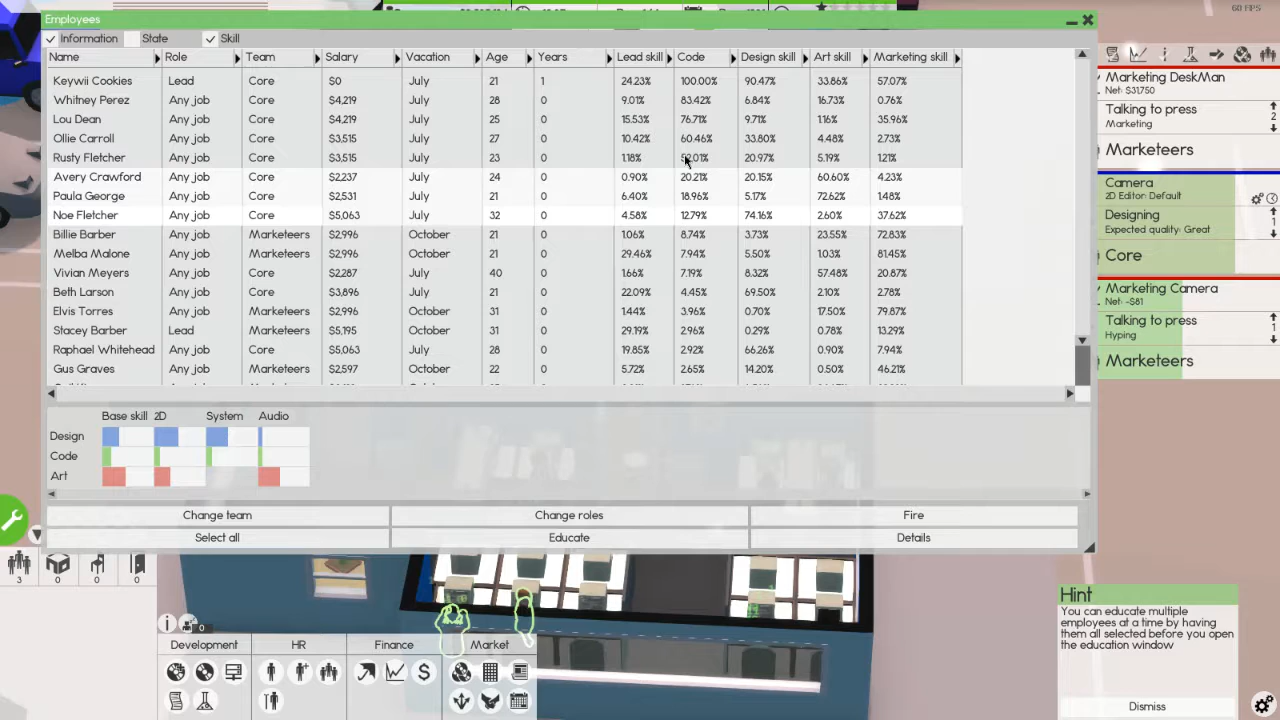 60 FPS
Employees
Information State Skill
Name Role Team Salary Vacation Age Years Lead skill Code Design skill Art skill Marketing skill
Keywii Cookies Lead Core $0 July 21 1 24.23% 100.00% 90.47% 33.86% 57.07%
Whitney Perez Any job Core $4,219 July 28 0 9.01% 83.42% 6.84% 16.73% 0.76%
Lou Dean Any job Core $4,219 July 25 0 15.53% 76.71% 9.71% 1.16% 35.96%
Ollie Carroll Any job Core $3,515 July 27 0 10.42% 60.46% 33.80% 4.48% 2.73%
Rusty Fletcher Any job Core $3,515 July 23 0 1.18% 20.97% 5.19% 1.21%
Avery Crawford Any job Core $2,237 July 24 0 0.90% 20.21% 20.15% 60.60% 4.23%
Paula George Any job Core $2,531 July 21 0 6.40% 18.96% 5.17% 72.62% 1.48%
Noe Fletcher Any job Core $5,063 July 32 0 4.58% 12.79% 74.16% 2.60% 37.62%
Billie Barber Any job Marketeers $2,996 October 21 0 1.06% 8.74% 3.73% 23.55% 72.83%
Melba Malone Any job Marketeers $2,996 October 21 0 29.46% 7.94% 5.50% 1.03% 81.45%
Vivian Meyers Any job Core $2,287 July 40 0 1.66% 7.19% 8.32% 57.48% 20.87%
Beth Larson Any job Core $3,896 July 21 0 22.09% 4.45% 69.50% 2.10% 2.78%
Elvis Torres Any job Marketeers $2,996 October 31 0 1.44% 3.96% 0.70% 17.50% 79.87%
Stacey Barber Lead Marketeers $5,195 October 31 0 29.19% 2.96% 0.29% 0.78% 13.29%
Raphael Whitehead Any job Core $5,063 July 28 0 19.85% 2.92% 66.26% 0.90% 7.94%
Gus Graves Any job Marketeers $2,597 October 22 0 5.72% 2.65% 14.20% 0.50% 46.21%
Base skill 2D System Audio
Design
Code
Art
Change team Change roles Fire
Select all Educate Details
Marketing DeskMan
Net: $31,750
Talking to press 2
Marketing
Marketeers
Camera
2D Editor: Default
Designing 1
Expected quality: Great
Core
Marketing Camera
Net: -$81
Talking to press 1
Hyping
Marketeers
3 0 0 0
0
Development HR Finance Market
Hint
You can educate multiple
employees at a time by having
them all selected before you open
the education window
Dismiss